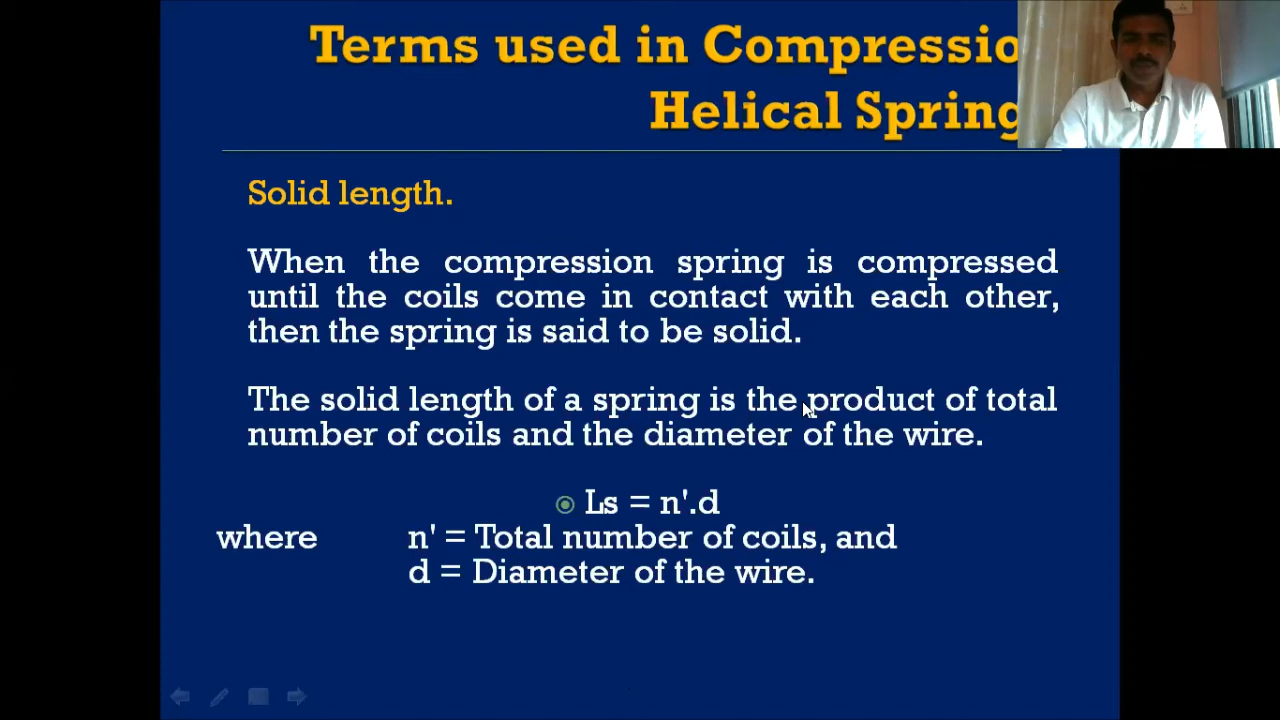 Terms used in Compressio
Helical Spring
Solid length.
When the compression spring is compressed
until the coils come in contact with each other,
then the spring is said to be solid.
The solid length of a spring is the product of total
number of coils and the diameter of the wire.
Ls = n'.d
where n' = Total number of coils, and
d = Diameter of the wire.